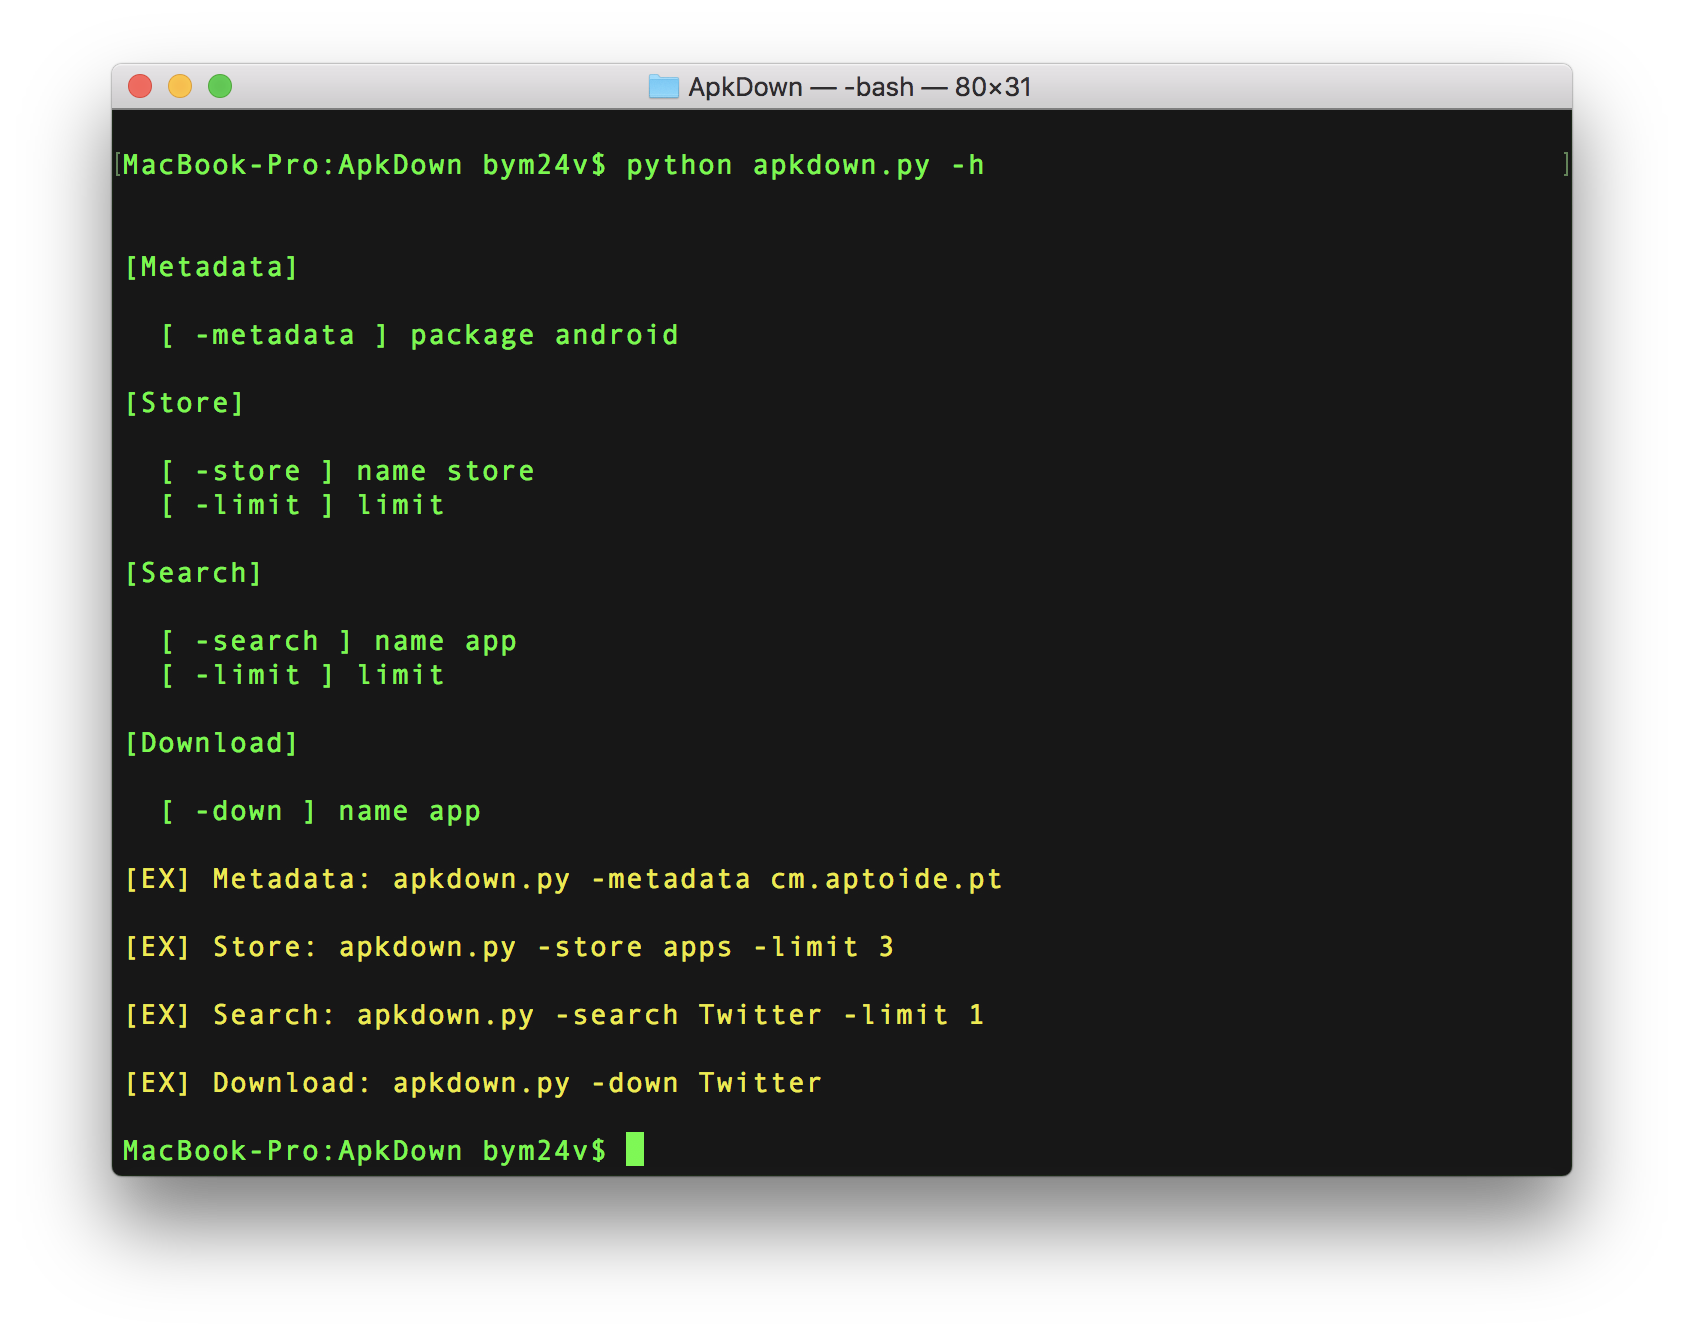 ApkDown — -bash — 80×31
[MacBook-Pro:ApkDown bym24v$ python apkdown.py -h ]
[Metadata]
[ -metadata ] package android
[Store]
[ -store ] name store
[ -limit ] limit
[Search]
[ -search ] name app
[ -limit ] limit
[Download]
[ -down ] name app
[EX] Metadata: apkdown.py -metadata cm.aptoide.pt
[EX] Store: apkdown.py -store apps -limit 3
[EX] Search: apkdown.py -search Twitter -limit 1
[EX] Download: apkdown.py -down Twitter
MacBook-Pro:ApkDown bym24v$